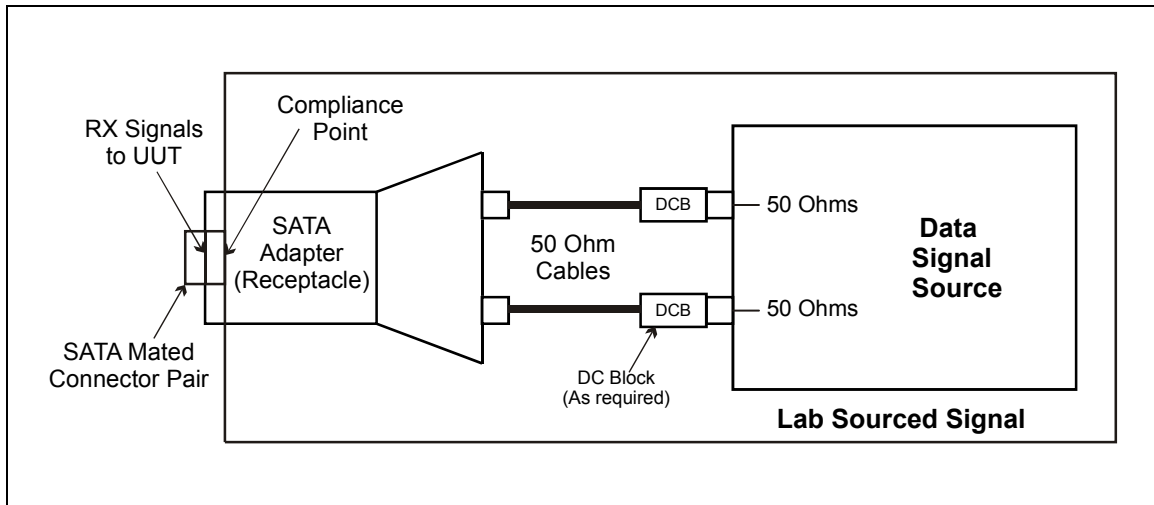 RX Signals
to UUT
Compliance
Point
SATA
Adapter
(Receptacle)
SATA Mated
Connector Pair
50 Ohm
Cables
DCB
DCB
DC Block
(As required)
50 Ohms
50 Ohms
Data
Signal
Source
Lab Sourced Signal